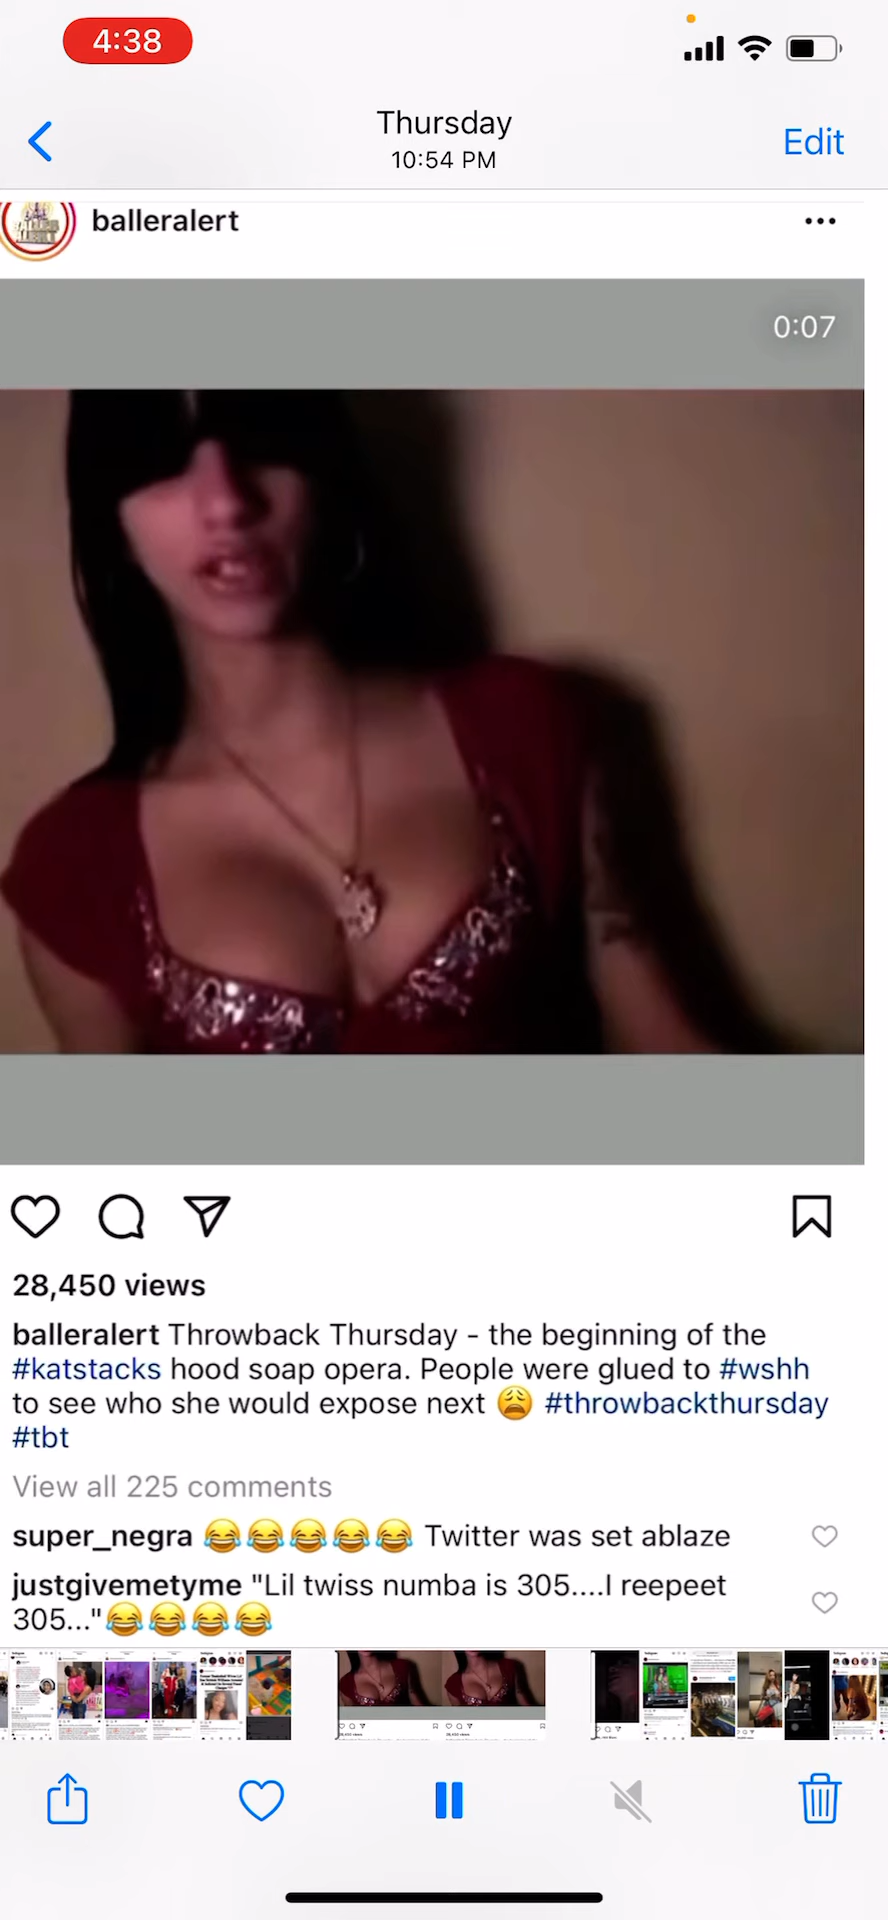 4:38
Thursday
10:54 PM
Edit
balleralert
0:07
28,450 views
balleralert Throwback Thursday - the beginning of the
#katstacks hood soap opera. People were glued to #wshh
to see who she would expose next 😩 #throwbackthursday
#tbt
View all 225 comments
super_negra 😂😂😂😂😂 Twitter was set ablaze
justgivemetyme "Lil twiss numba is 305....I reepeet
305..."😂😂😂😂